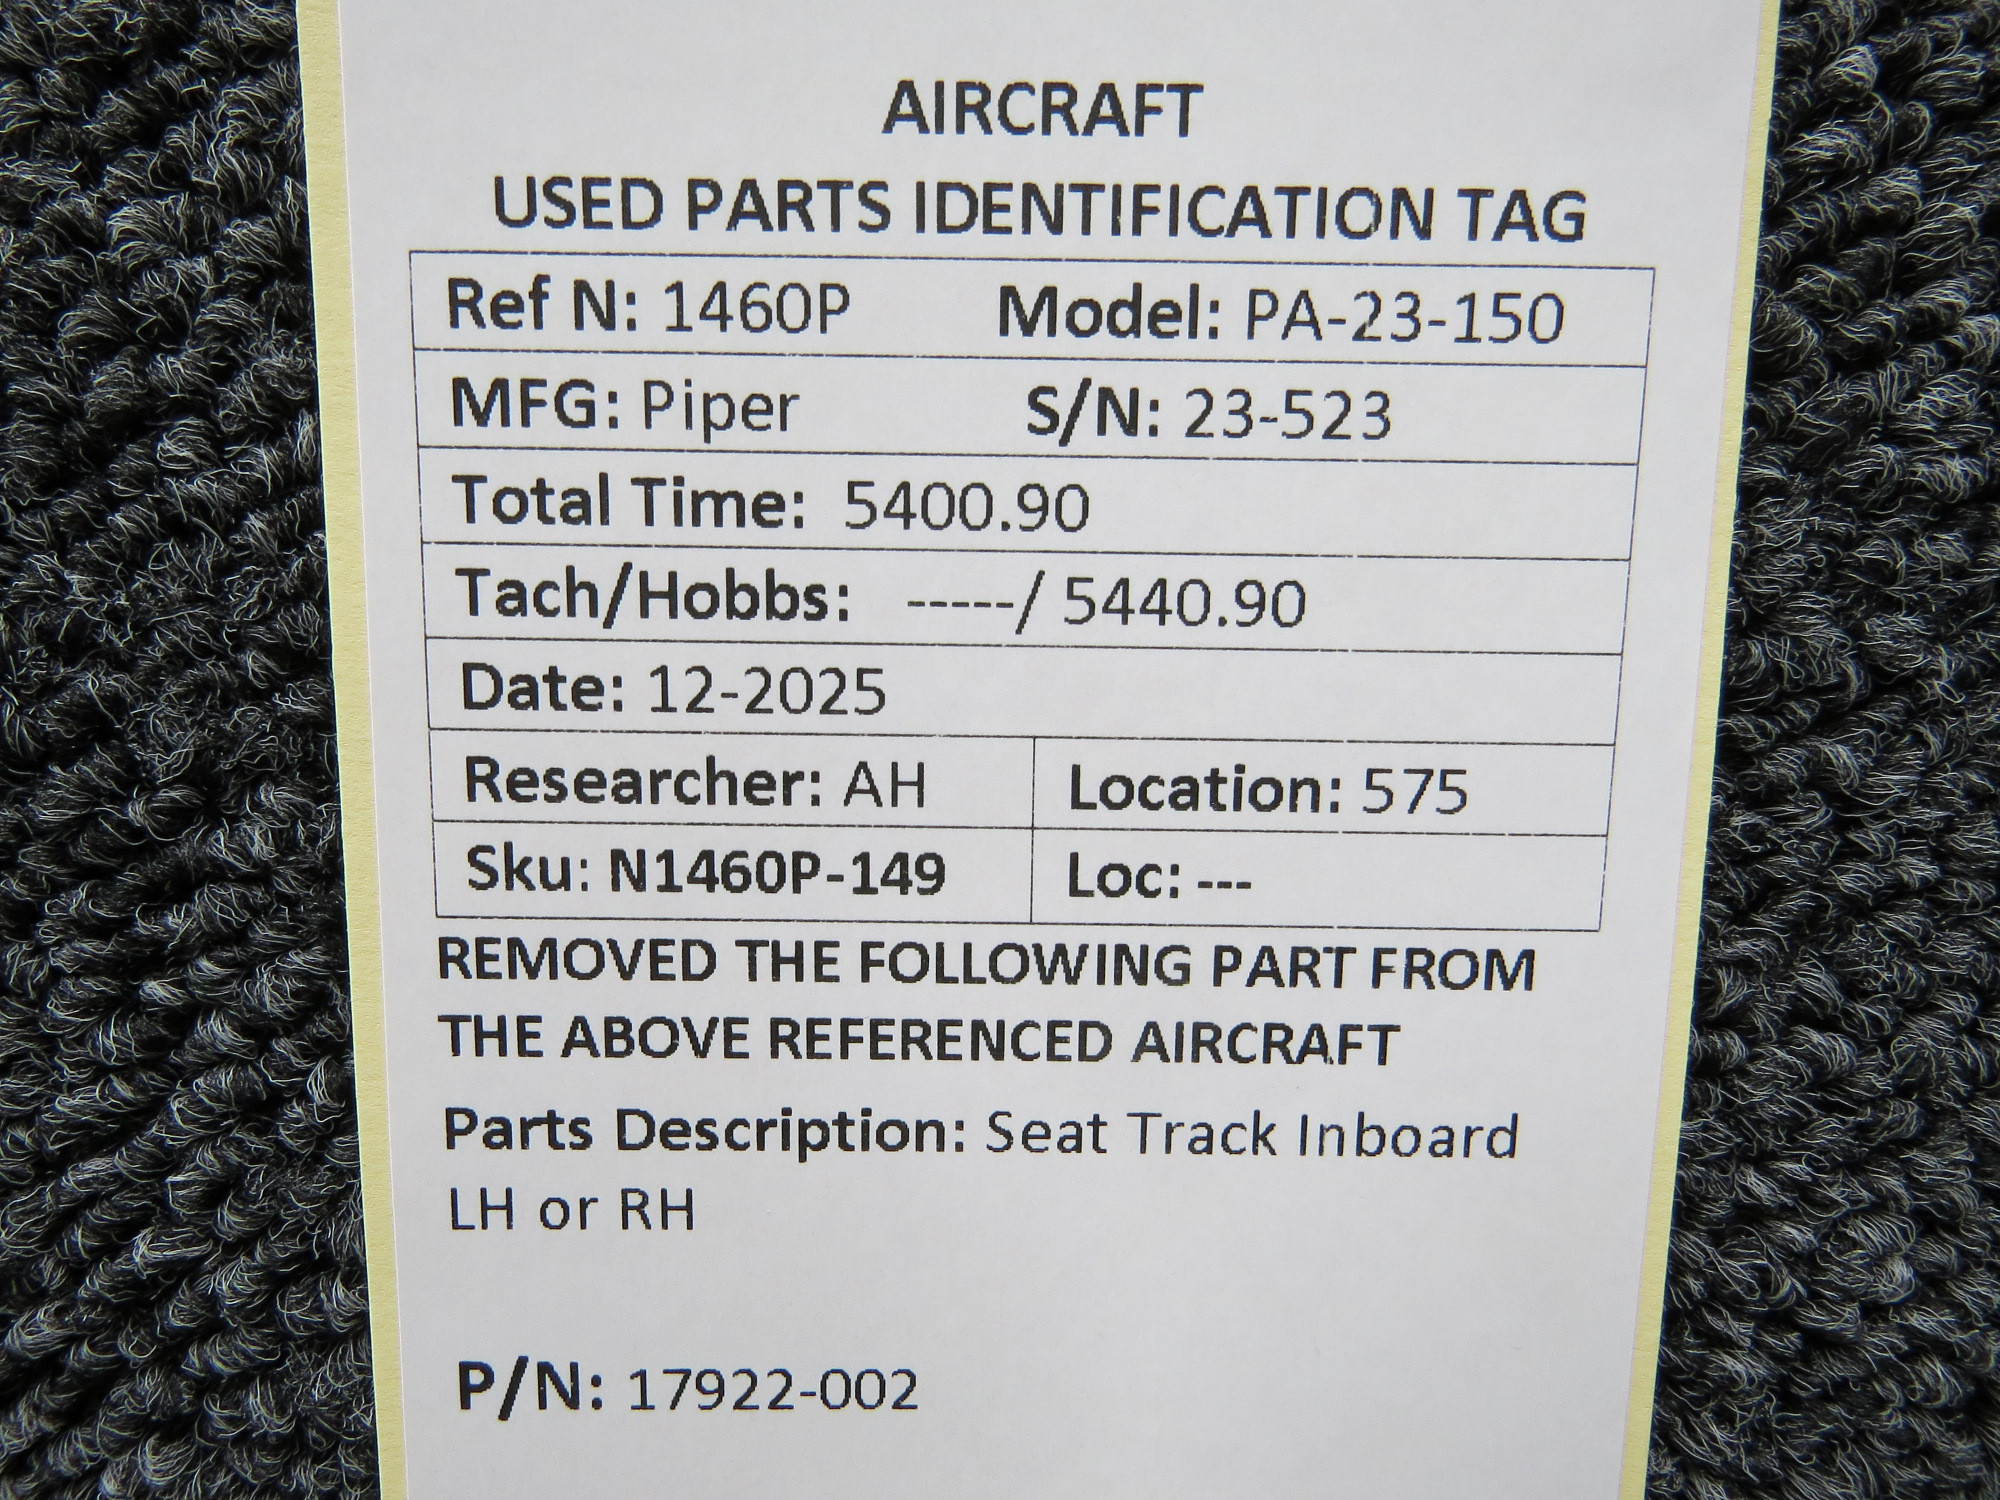 AIRCRAFT
USED PARTS IDENTIFICATION TAG
Ref N: 1460P Model: PA-23-150
MFG: Piper S/N: 23-523
Total Time: 5400.90
Tach/Hobbs: -----/ 5440.90
Date: 12-2025
Researcher: AH Location: 575
Sku: N1460P-149 Loc: ---
REMOVED THE FOLLOWING PART FROM
THE ABOVE REFERENCED AIRCRAFT
Parts Description: Seat Track Inboard
LH or RH
P/N: 17922-002